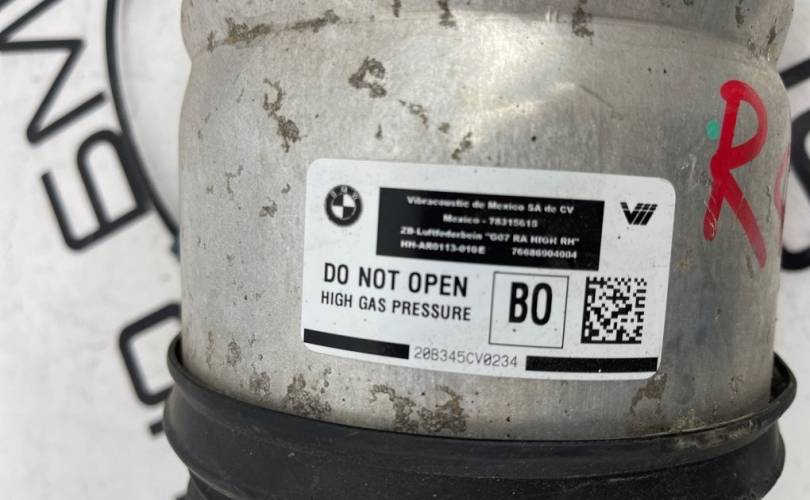 BMW
Vibracoustic de Mexico SA de CV
Mexico - 78315615
ZB-Luftfederbein "G07 RA HIGH RH"
HH-AR0113-010E 76686904004
DO NOT OPEN
HIGH GAS PRESSURE
BO
20B345CV0234
R